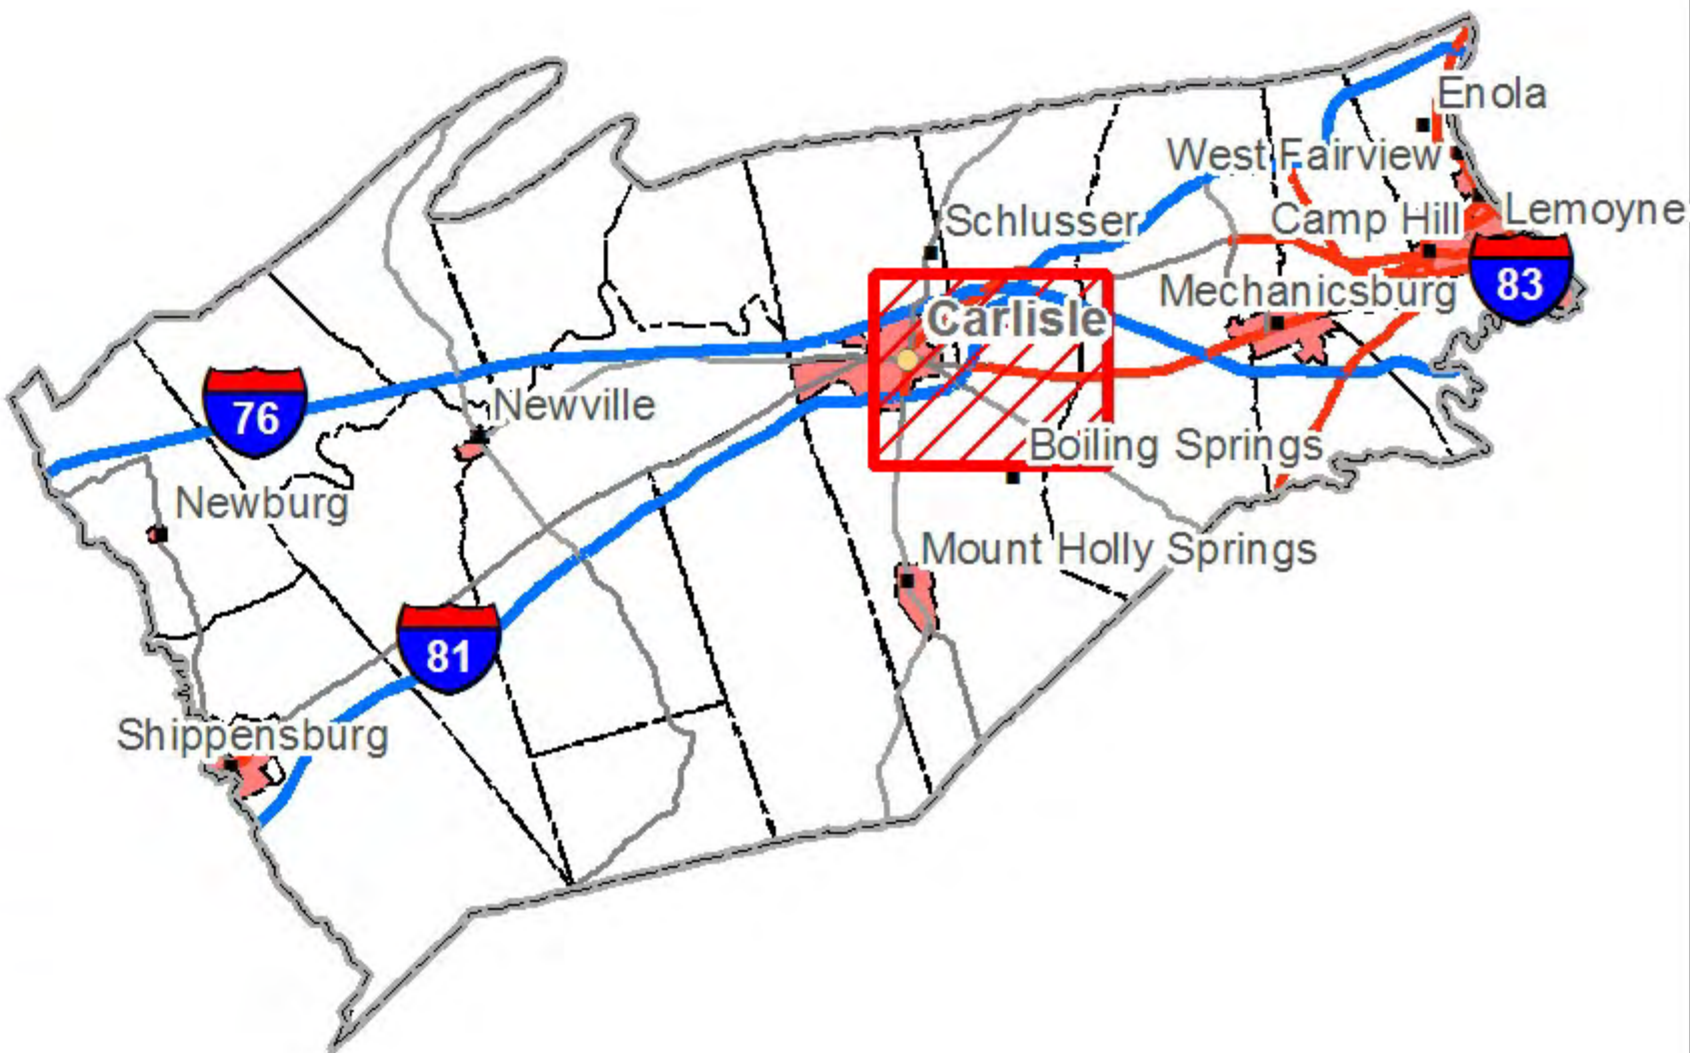 Enola
West Fairview
Schlusser
Camp Hill
Lemoyne
83
Mechanicsburg
Carlisle
76
Newville
Boiling Springs
Newburg
Mount Holly Springs
81
Shippensburg